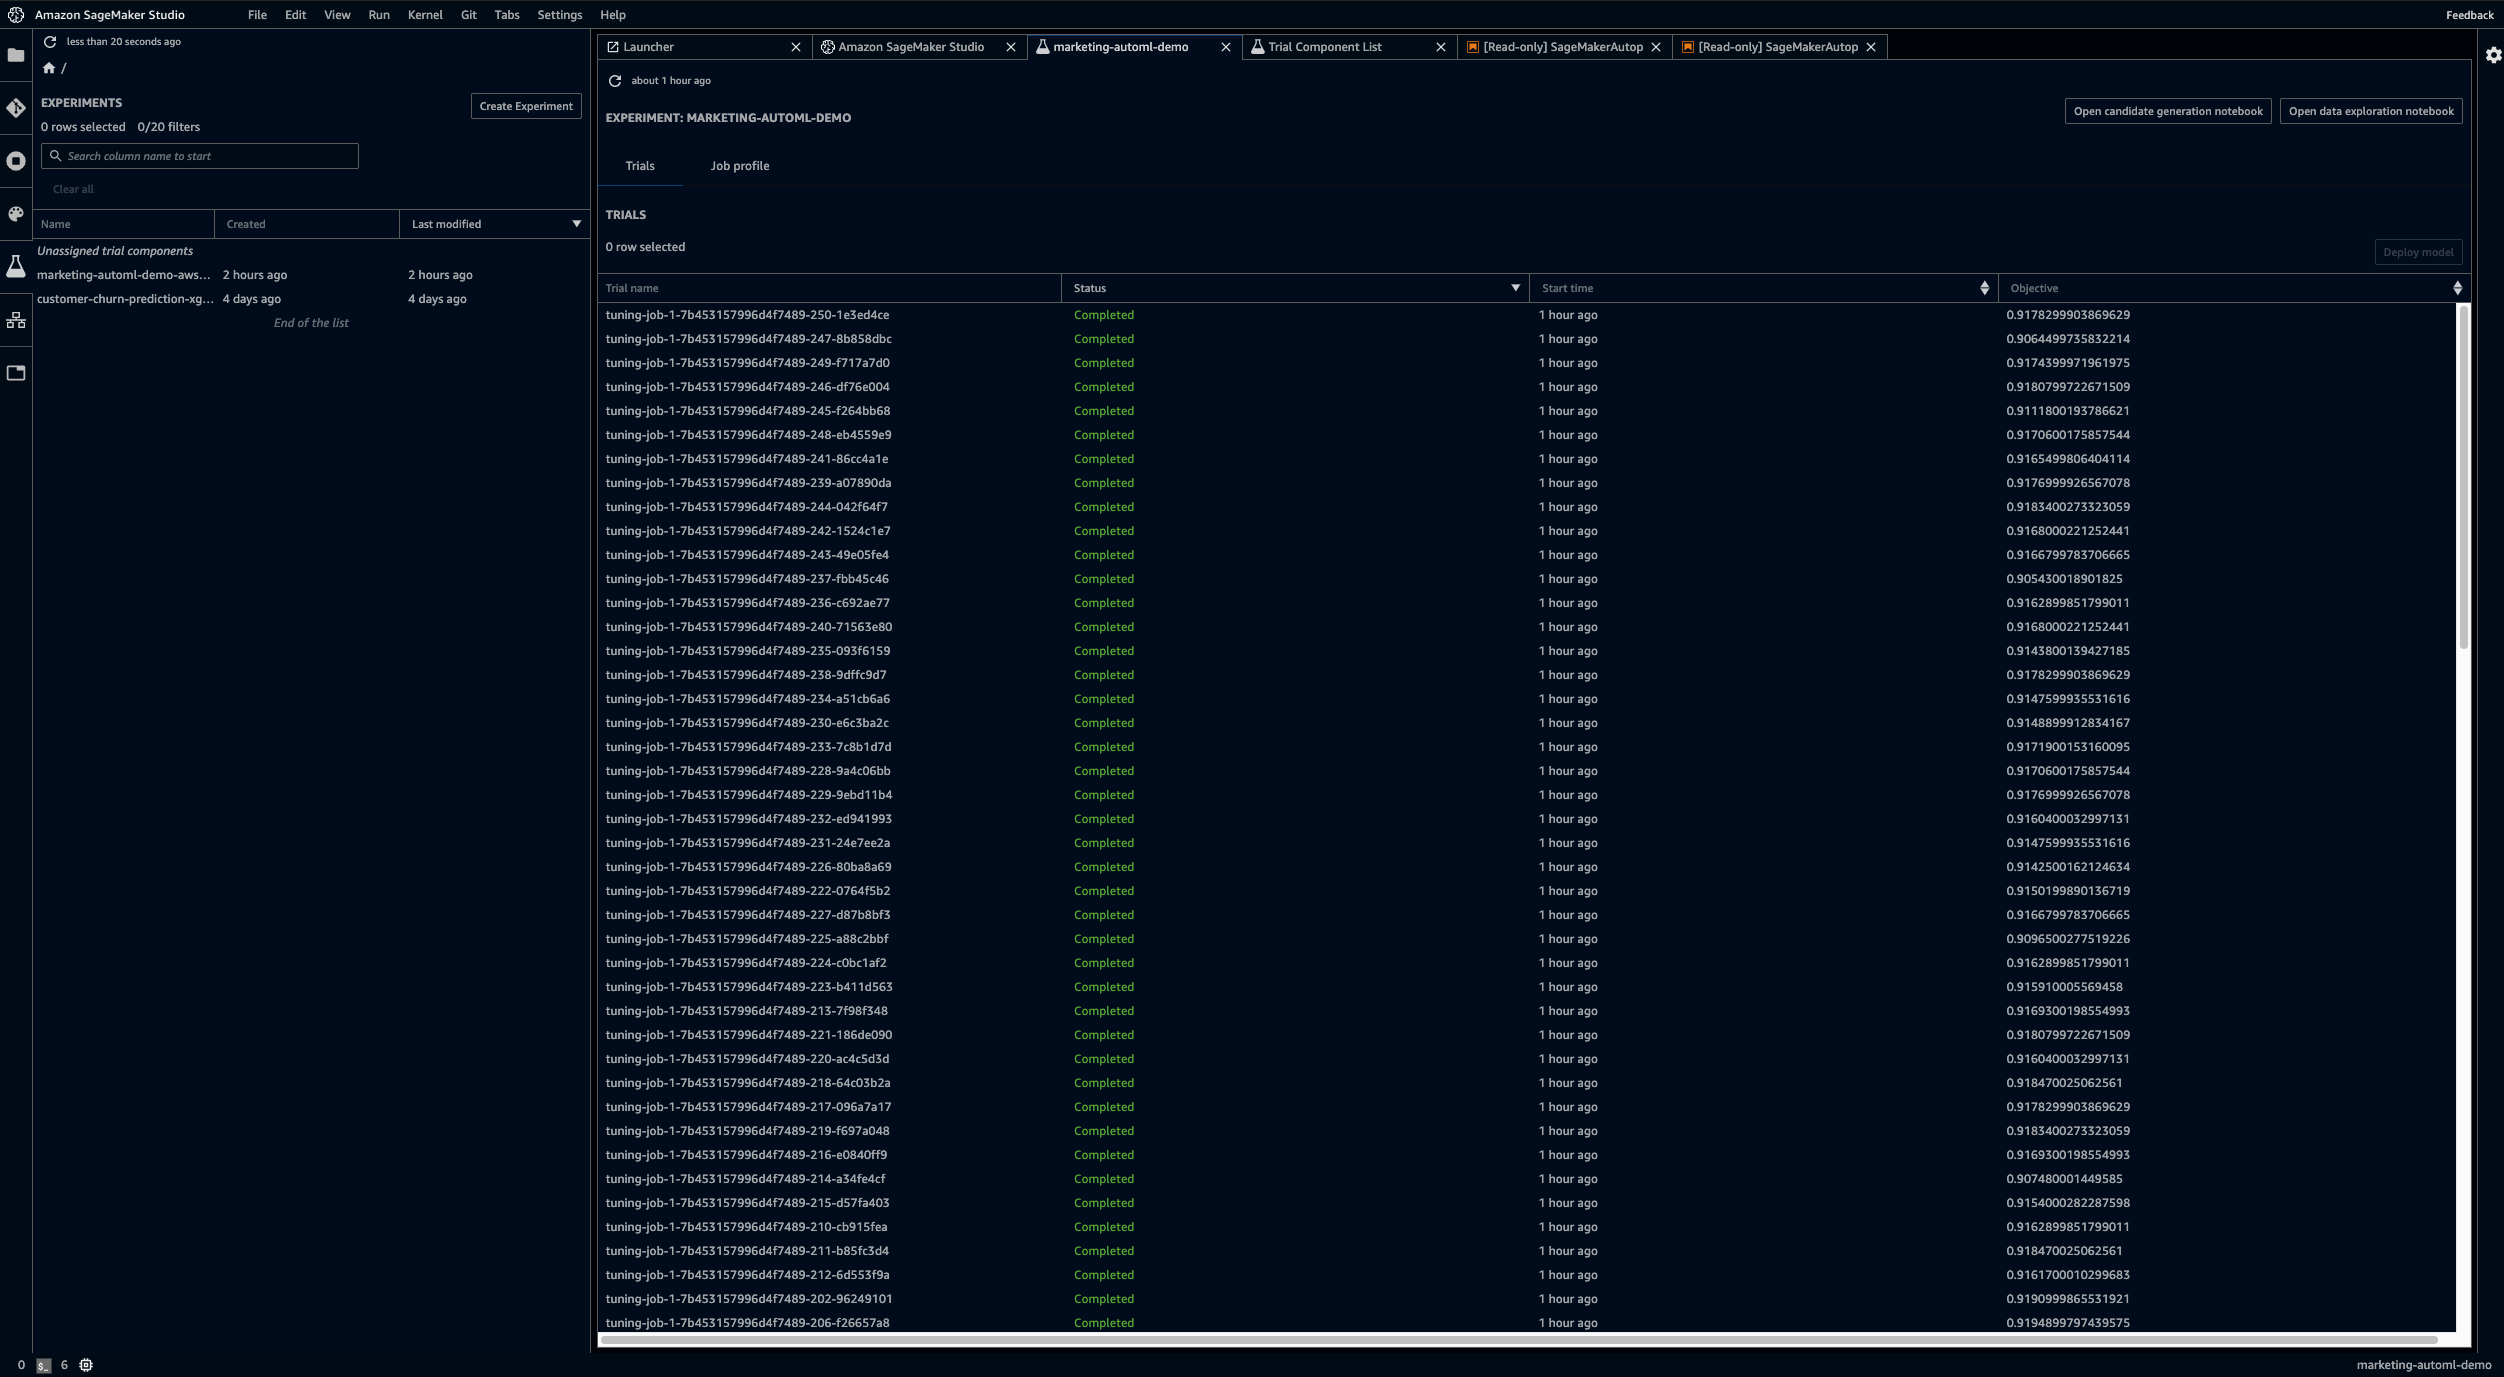 Amazon SageMaker Studio File Edit View Run Kernel Git Tabs Settings Help Feedback
less than 20 seconds ago
/
EXPERIMENTS
Create Experiment
0 rows selected 0/20 filters
Search column name to start
Clear all
Name Created Last modified
Unassigned trial components
marketing-automl-demo-aws... 2 hours ago 2 hours ago
customer-churn-prediction-xg... 4 days ago 4 days ago
End of the list
Launcher Amazon SageMaker Studio marketing-automl-demo Trial Component List [Read-only] SageMakerAutop [Read-only] SageMakerAutop
about 1 hour ago
EXPERIMENT: MARKETING-AUTOML-DEMO
Open candidate generation notebook Open data exploration notebook
Trials Job profile
TRIALS
0 row selected
Deploy model
Trial name Status Start time Objective
tuning-job-1-7b453157996d4f7489-250-1e3ed4ce Completed 1 hour ago 0.9178299903869629
tuning-job-1-7b453157996d4f7489-247-8b858dbc Completed 1 hour ago 0.9064499735832214
tuning-job-1-7b453157996d4f7489-249-f717a7d0 Completed 1 hour ago 0.9174399971961975
tuning-job-1-7b453157996d4f7489-246-df76e004 Completed 1 hour ago 0.9180799722671509
tuning-job-1-7b453157996d4f7489-245-f264bb68 Completed 1 hour ago 0.9111800193786621
tuning-job-1-7b453157996d4f7489-248-eb4559e9 Completed 1 hour ago 0.9170600175857544
tuning-job-1-7b453157996d4f7489-241-86cc4a1e Completed 1 hour ago 0.9165499806404114
tuning-job-1-7b453157996d4f7489-239-a07890da Completed 1 hour ago 0.9176999926567078
tuning-job-1-7b453157996d4f7489-244-042f64f7 Completed 1 hour ago 0.9183400273323059
tuning-job-1-7b453157996d4f7489-242-1524c1e7 Completed 1 hour ago 0.9168000221252441
tuning-job-1-7b453157996d4f7489-243-49e05fe4 Completed 1 hour ago 0.9166799783706665
tuning-job-1-7b453157996d4f7489-237-fbb45c46 Completed 1 hour ago 0.905430018901825
tuning-job-1-7b453157996d4f7489-236-c692ae77 Completed 1 hour ago 0.9162899851799011
tuning-job-1-7b453157996d4f7489-240-71563e80 Completed 1 hour ago 0.9168000221252441
tuning-job-1-7b453157996d4f7489-235-093f6159 Completed 1 hour ago 0.9143800139427185
tuning-job-1-7b453157996d4f7489-238-9dffc9d7 Completed 1 hour ago 0.9178299903869629
tuning-job-1-7b453157996d4f7489-234-a51cb6a6 Completed 1 hour ago 0.9147599935531616
tuning-job-1-7b453157996d4f7489-230-e6c3ba2c Completed 1 hour ago 0.9148899912834167
tuning-job-1-7b453157996d4f7489-233-7c8b1d7d Completed 1 hour ago 0.9171900153160095
tuning-job-1-7b453157996d4f7489-228-9a4c06bb Completed 1 hour ago 0.9170600175857544
tuning-job-1-7b453157996d4f7489-229-9ebd11b4 Completed 1 hour ago 0.9176999926567078
tuning-job-1-7b453157996d4f7489-232-ed941993 Completed 1 hour ago 0.9160400032997131
tuning-job-1-7b453157996d4f7489-231-24e7ee2a Completed 1 hour ago 0.9147599935531616
tuning-job-1-7b453157996d4f7489-226-80ba8a69 Completed 1 hour ago 0.9142500162124634
tuning-job-1-7b453157996d4f7489-222-0764f5b2 Completed 1 hour ago 0.9150199890136719
tuning-job-1-7b453157996d4f7489-227-d87b8bf3 Completed 1 hour ago 0.9166799783706665
tuning-job-1-7b453157996d4f7489-225-a88c2bbf Completed 1 hour ago 0.9096500277519226
tuning-job-1-7b453157996d4f7489-224-c0bc1af2 Completed 1 hour ago 0.9162899851799011
tuning-job-1-7b453157996d4f7489-223-b411d563 Completed 1 hour ago 0.915910005569458
tuning-job-1-7b453157996d4f7489-213-7f98f348 Completed 1 hour ago 0.9169300198554993
tuning-job-1-7b453157996d4f7489-221-186de090 Completed 1 hour ago 0.9180799722671509
tuning-job-1-7b453157996d4f7489-220-ac4c5d3d Completed 1 hour ago 0.9160400032997131
tuning-job-1-7b453157996d4f7489-218-64c03b2a Completed 1 hour ago 0.918470025062561
tuning-job-1-7b453157996d4f7489-217-096a7a17 Completed 1 hour ago 0.9178299903869629
tuning-job-1-7b453157996d4f7489-219-f697a048 Completed 1 hour ago 0.9183400273323059
tuning-job-1-7b453157996d4f7489-216-e0840ff9 Completed 1 hour ago 0.9169300198554993
tuning-job-1-7b453157996d4f7489-214-a34fe4cf Completed 1 hour ago 0.907480001449585
tuning-job-1-7b453157996d4f7489-215-d57fa403 Completed 1 hour ago 0.9154000282287598
tuning-job-1-7b453157996d4f7489-210-cb915fea Completed 1 hour ago 0.9162899851799011
tuning-job-1-7b453157996d4f7489-211-b85fc3d4 Completed 1 hour ago 0.918470025062561
tuning-job-1-7b453157996d4f7489-212-6d553f9a Completed 1 hour ago 0.9161700010299683
tuning-job-1-7b453157996d4f7489-202-96249101 Completed 1 hour ago 0.9190999865531921
tuning-job-1-7b453157996d4f7489-206-f26657a8 Completed 1 hour ago 0.9194899797439575
0 $_ 6 marketing-automl-demo